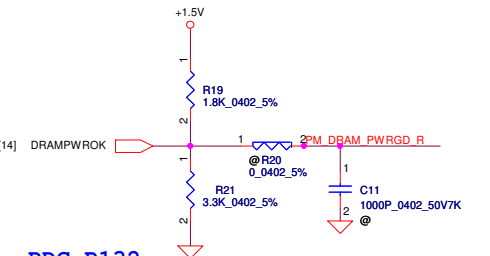 +1.5V
1
R19
1.8K_0402_5%
2
[14] DRAMPWROK
1
2
PM_DRAM_PWRGD_R
@
R20
0_0402_5%
1
R21
3.3K_0402_5%
2
1
C11
1000P_0402_50V7K
2
@